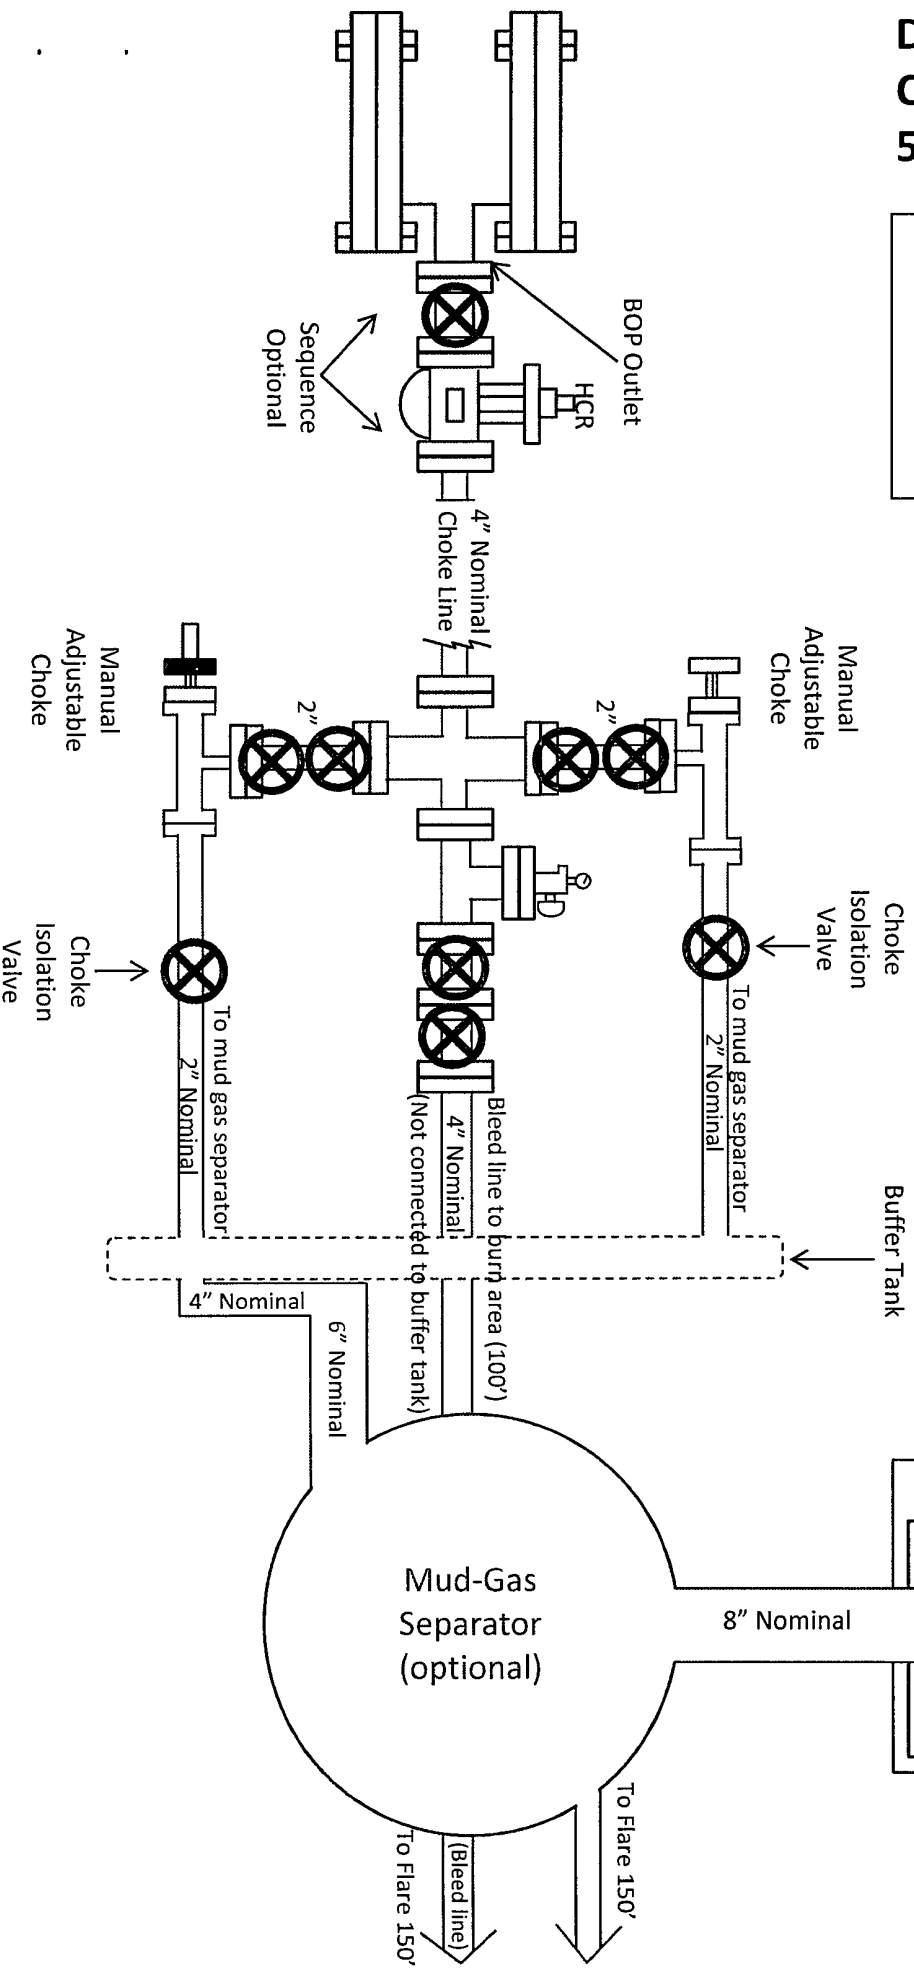 D
C
5
BOP Outlet
HCR
Sequence
Optional
4” Nominal
Choke Line
Manual
Adjustable
Choke
Manual
Adjustable
Choke
2”
2”
Choke
Isolation
Valve
Choke
Isolation
Valve
To mud gas separator
2” Nominal
To mud gas separator
2” Nominal
Bleed line to burn area (100’)
4” Nominal
(Not connected to buffer tank)
Buffer Tank
4” Nominal
6” Nominal
Mud-Gas
Separator
(optional)
8” Nominal
To Flare 150’
(Bleed line)
To Flare 150’